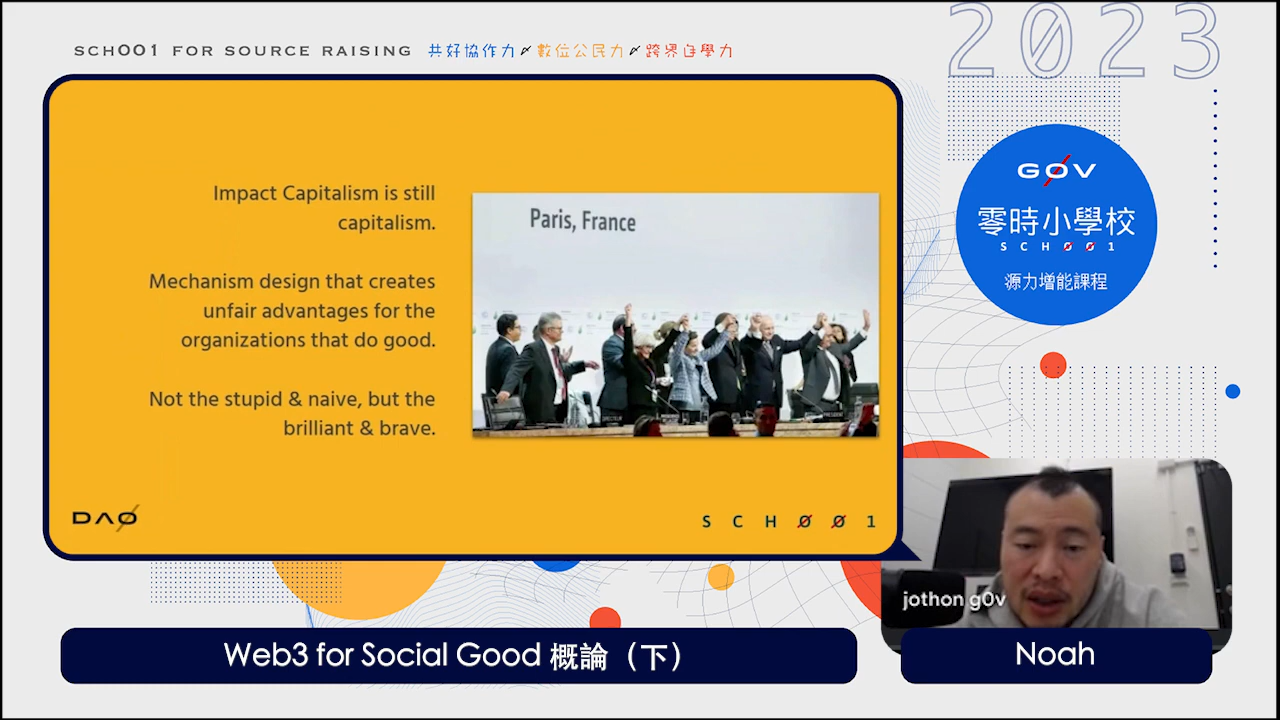 SCH001 FOR SOURCE RAISING 共好協作力 數位公民力 跨界自學力
2023
Impact Capitalism is still
capitalism.
Mechanism design that creates
unfair advantages for the
organizations that do good.
Not the stupid & naive, but the
brilliant & brave.
Paris, France
DAO
SCH001
G0V
零時小學校
SCH001
源力增能課程
jothon g0v
Web3 for Social Good 概論（下）
Noah